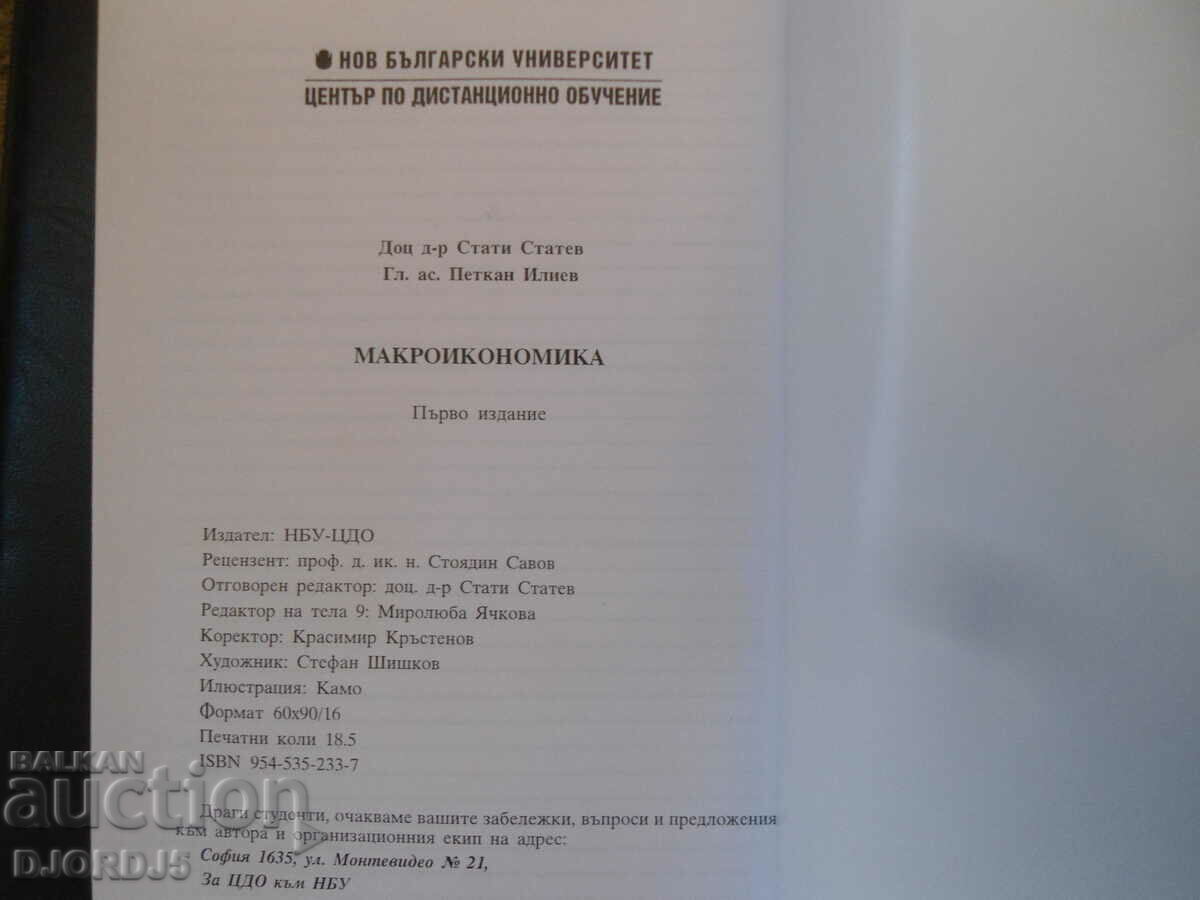 НОВ БЪЛГАРСКИ УНИВЕРСИТЕТ
ЦЕНТЪР ПО ДИСТАНЦИОННО ОБУЧЕНИЕ
Доц д-р Стати Статев
Гл. ас. Петкан Илиев
МАКРОИКОНОМИКА
Първо издание
Издател: НБУ-ЦДО
Рецензент: проф. д. ик. н. Стоядин Савов
Отговорен редактор: доц. д-р Стати Статев
Редактор на тела 9: Миролюба Ячкова
Коректор: Красимир Кръстенов
Художник: Стефан Шишков
Илюстрация: Камо
Формат 60х90/16
Печатни коли 18.5
ISBN 954-535-233-7
Драги студенти, очакваме вашите забележки, въпроси и предложения
към автора и организационния екип на адрес:
София 1635, ул. Монтевидео № 21,
За ЦДО към НБУ
BALKAN
auction
DJORDJ5